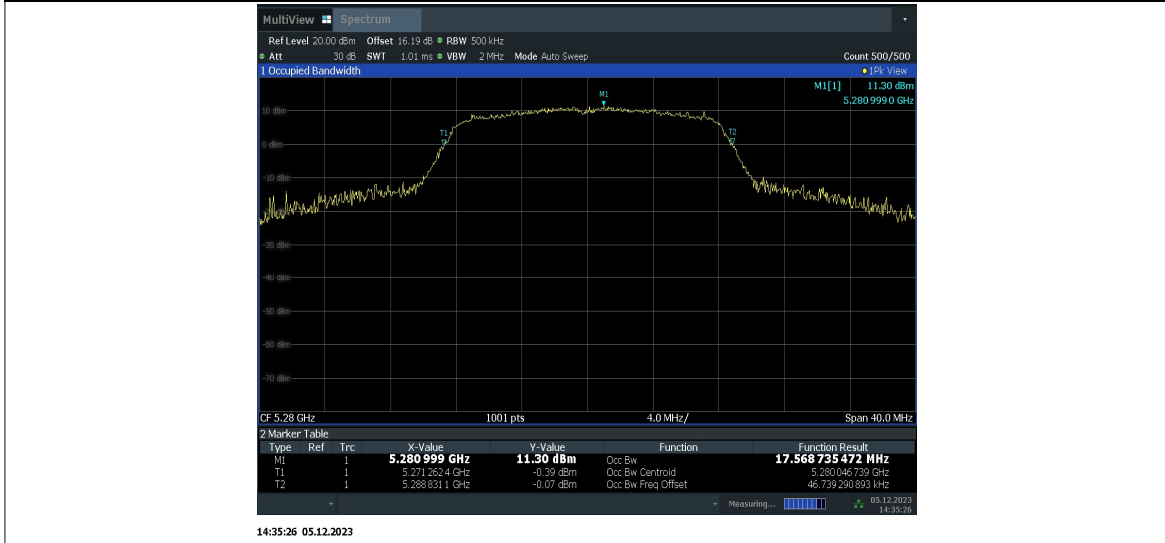 MultiView Spectrum
Ref Level 20.00 dBm Offset 16.19 dB RBW 500 kHz
Att 30 dB SWT 1.01 ms VBW 2 MHz Mode Auto Sweep Count 500/500
1 Occupied Bandwidth 1Pk View
M1[1] 11.30 dBm
5.280 999 0 GHz
M1
10 dBm
T1
T2
0 dBm
-10 dBm
-30 dBm
-40 dBm
-50 dBm
-60 dBm
-70 dBm
CF 5.28 GHz 1001 pts 4.0 MHz/ Span 40.0 MHz
2 Marker Table
Type Ref Trc X-Value Y-Value Function Function Result
M1 1 5.280 999 GHz 11.30 dBm Occ Bw 17.568 735 472 MHz
T1 1 5.271 262 4 GHz -0.39 dBm Occ Bw Centroid 5.280 046 739 GHz
T2 1 5.288 831 1 GHz -0.07 dBm Occ Bw Freq Offset 46.739 290 893 kHz
Measuring... 05.12.2023
14:35:26
14:35:26 05.12.2023